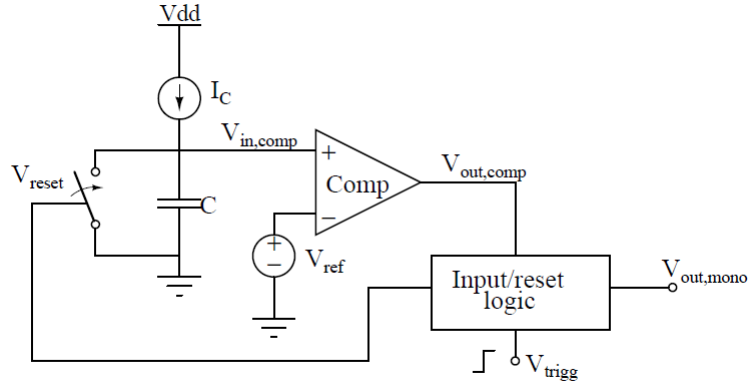 Vdd
I_C
V_in,comp
+
V_out,comp
V_reset
C
Comp
−
+
−
V_ref
Input/reset
logic
V_out,mono
V_trigg